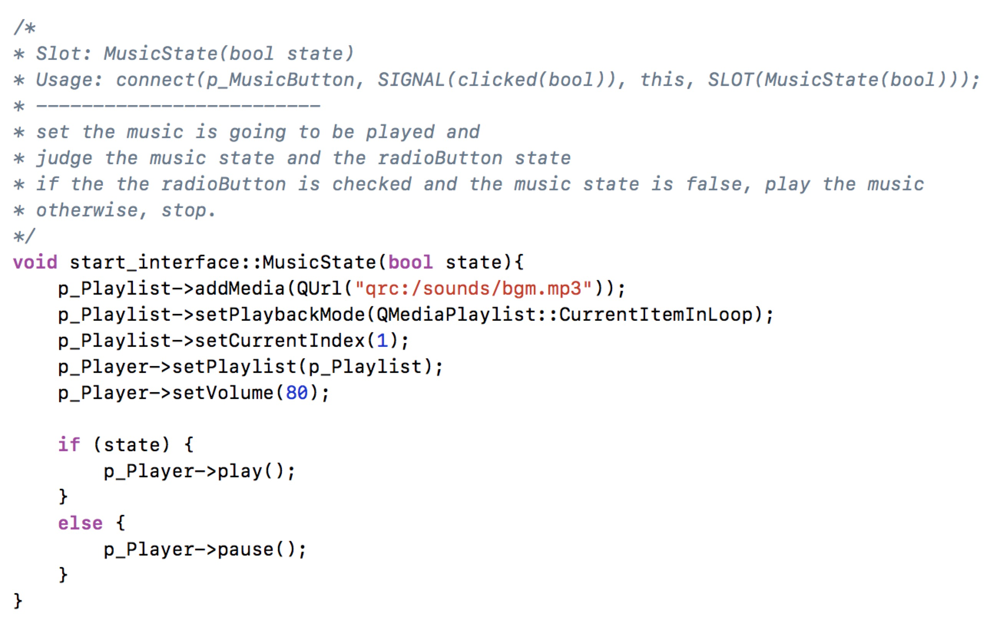 /*
* Slot: MusicState(bool state)
* Usage: connect(p_MusicButton, SIGNAL(clicked(bool)), this, SLOT(MusicState(bool)));
* -------------------------
* set the music is going to be played and
* judge the music state and the radioButton state
* if the the radioButton is checked and the music state is false, play the music
* otherwise, stop.
*/
void start_interface::MusicState(bool state){
    p_Playlist->addMedia(QUrl("qrc:/sounds/bgm.mp3"));
    p_Playlist->setPlaybackMode(QMediaPlaylist::CurrentItemInLoop);
    p_Playlist->setCurrentIndex(1);
    p_Player->setPlaylist(p_Playlist);
    p_Player->setVolume(80);

    if (state) {
        p_Player->play();
    }
    else {
        p_Player->pause();
    }
}